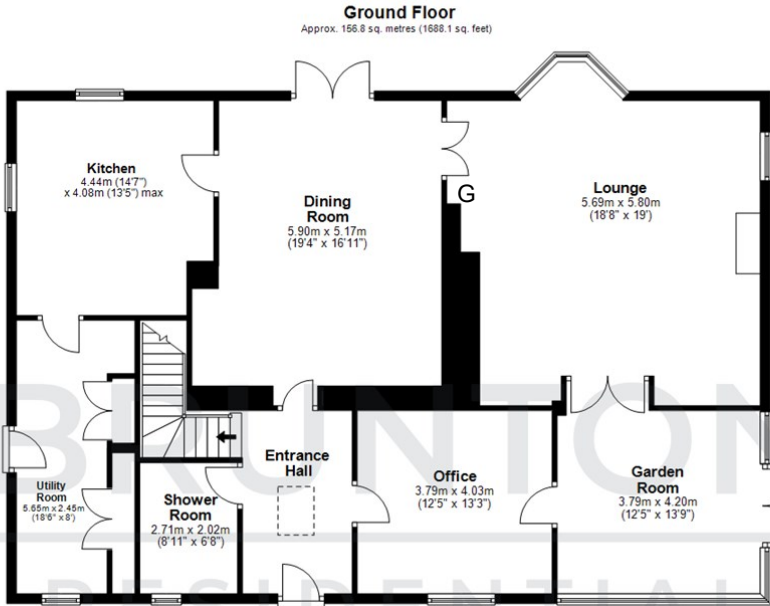 Ground Floor
Approx. 156.8 sq. metres (1688.1 sq. feet)
Kitchen
4.44m (14'7")
x 4.08m (13'5") max
Dining
Room
5.90m x 5.17m
(19'4" x 16'11")
G
Lounge
5.69m x 5.80m
(18'8" x 19')
Utility
Room
5.65m x 2.45m
(18'6" x 8')
Shower
Room
2.71m x 2.02m
(8'11" x 6'8")
Entrance
Hall
Office
3.79m x 4.03m
(12'5" x 13'3")
Garden
Room
3.79m x 4.20m
(12'5" x 13'9")
BRUNTON
RESIDENTIAL